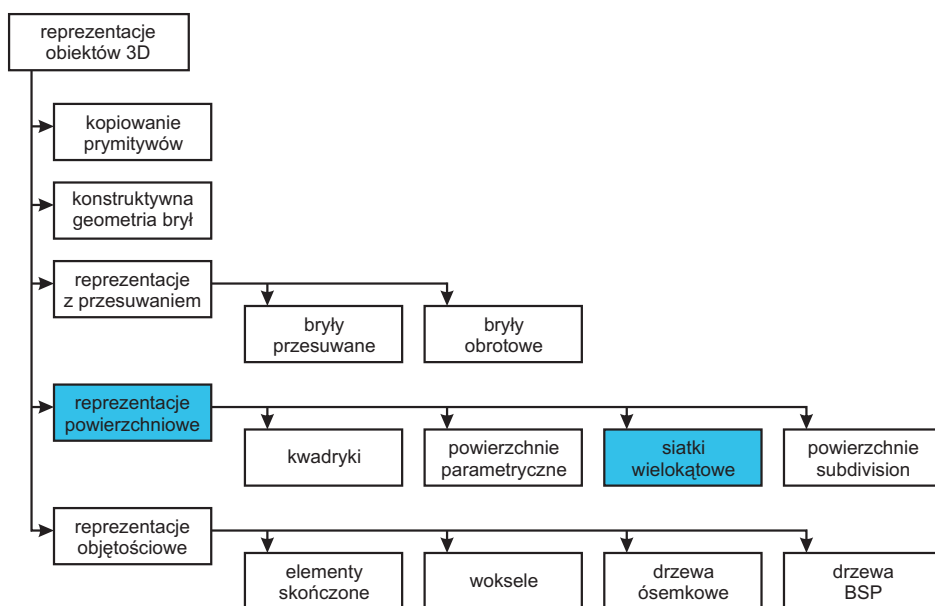 reprezentacje
obiektów 3D
kopiowanie
prymitywów
konstruktywna
geometria brył
reprezentacje
z przesuwaniem
bryły
przesuwane
bryły
obrotowe
reprezentacje
powierzchniowe
kwadryki
powierzchnie
parametryczne
siatki
wielokątowe
powierzchnie
subdivision
reprezentacje
objętościowe
elementy
skończone
woksele
drzewa
ósemkowe
drzewa
BSP